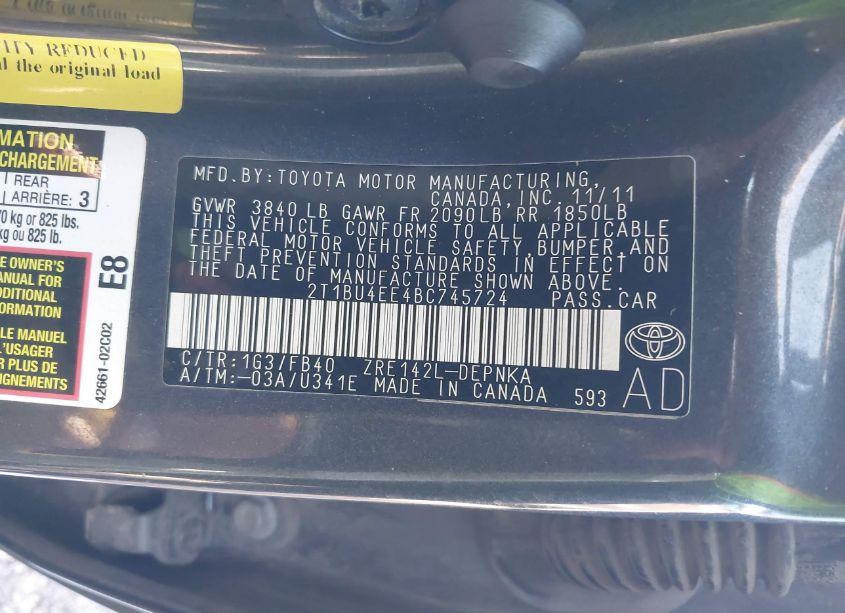 ITY REDUCED
the original load
MATION
CHARGEMENT
REAR
ARRIÈRE: 3
kg or 825 lbs.
kg ou 825 lb.
E OWNER'S
ANUAL FOR
DDITIONAL
FORMATION
LE MANUEL
L'USAGER
R PLUS DE
IGNEMENTS
E8
42661-02C02
MFD.BY:TOYOTA MOTOR MANUFACTURING,
CANADA, INC. 11/11
GVWR 3840 LB GAWR FR 2090LB RR 1850LB
THIS VEHICLE CONFORMS TO ALL APPLICABLE
FEDERAL MOTOR VEHICLE SAFETY, BUMPER, AND
THEFT PREVENTION STANDARDS IN EFFECT ON
THE DATE OF MANUFACTURE SHOWN ABOVE.
2T1BU4EE4BC745724 PASS.CAR
C/TR:1G3/FB40 ZRE142L-DEPNKA
A/TM:-03A/U341E MADE IN CANADA 593
AD